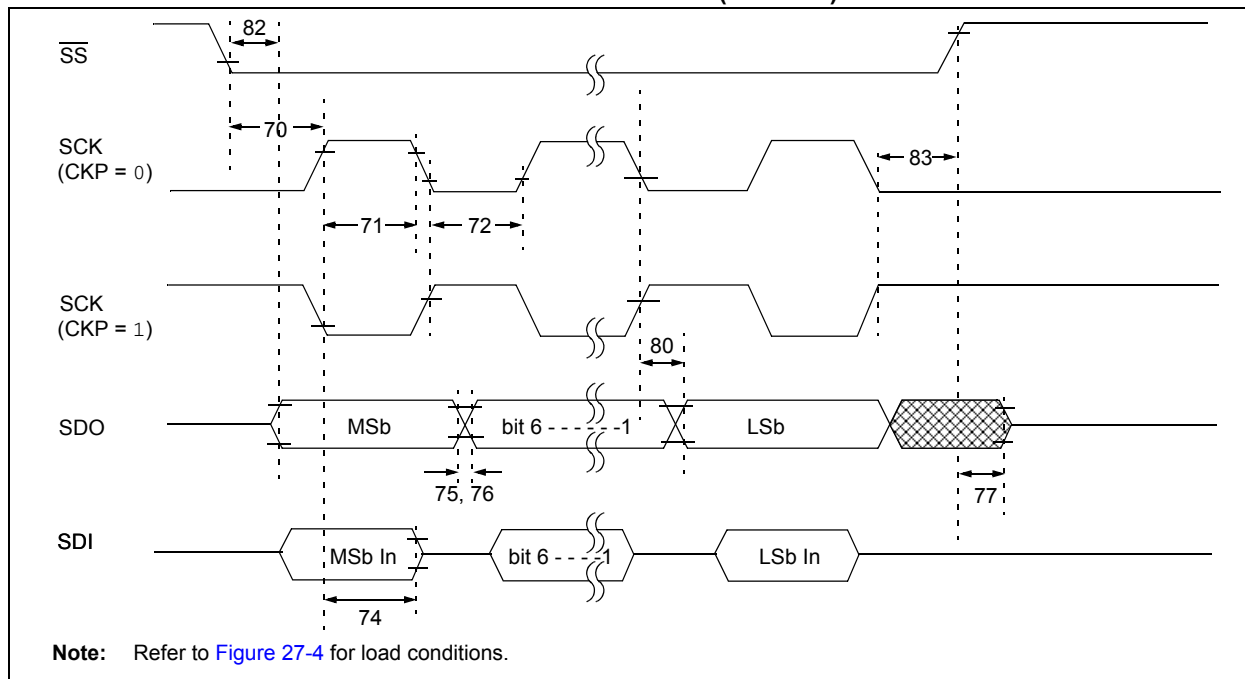 82
SS
70
SCK
(CKP = 0)
83
71
72
SCK
(CKP = 1)
80
SDO
MSb
bit 6 - - - - - -1
LSb
75, 76
77
SDI
MSb In
bit 6 - - - -1
LSb In
74
Note: Refer to Figure 27-4 for load conditions.